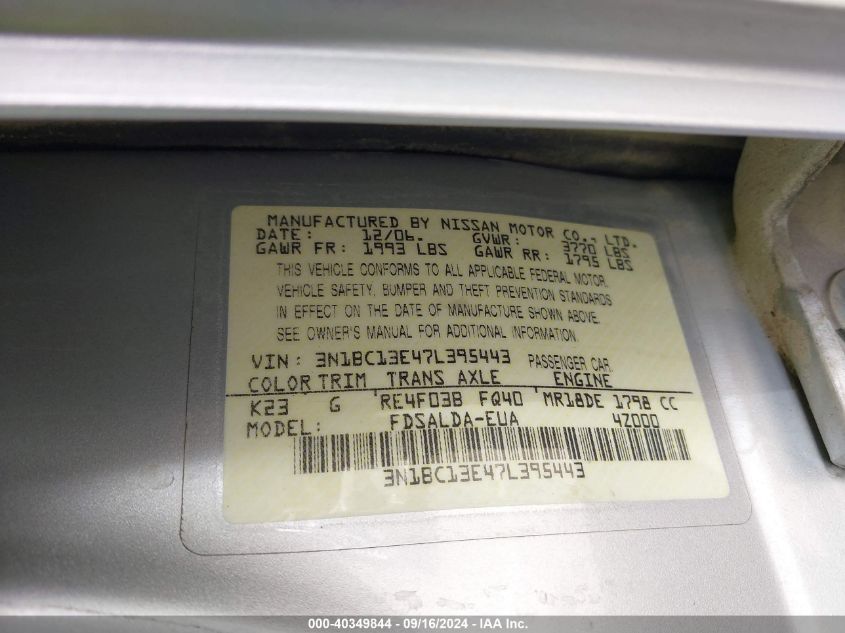 MANUFACTURED BY NISSAN MOTOR CO., LTD.
DATE: 12/06. GVWR: 3770 LBS
GAWR FR: 1993 LBS GAWR RR: 1795 LBS
THIS VEHICLE CONFORMS TO ALL APPLICABLE FEDERAL MOTOR
VEHICLE SAFETY, BUMPER AND THEFT PREVENTION STANDARDS
IN EFFECT ON THE DATE OF MANUFACTURE SHOWN ABOVE.
SEE OWNER'S MANUAL FOR ADDITIONAL INFORMATION.
VIN: 3N1BC13E47L395443 PASSENGER CAR
COLOR TRIM TRANS AXLE ENGINE
K23 G RE4F03B FQ40 MR18DE 1798 CC
MODEL: FDSALDA-EUA 4Z000
3N1BC13E47L395443
000-40349844 - 09/16/2024 - IAA Inc.